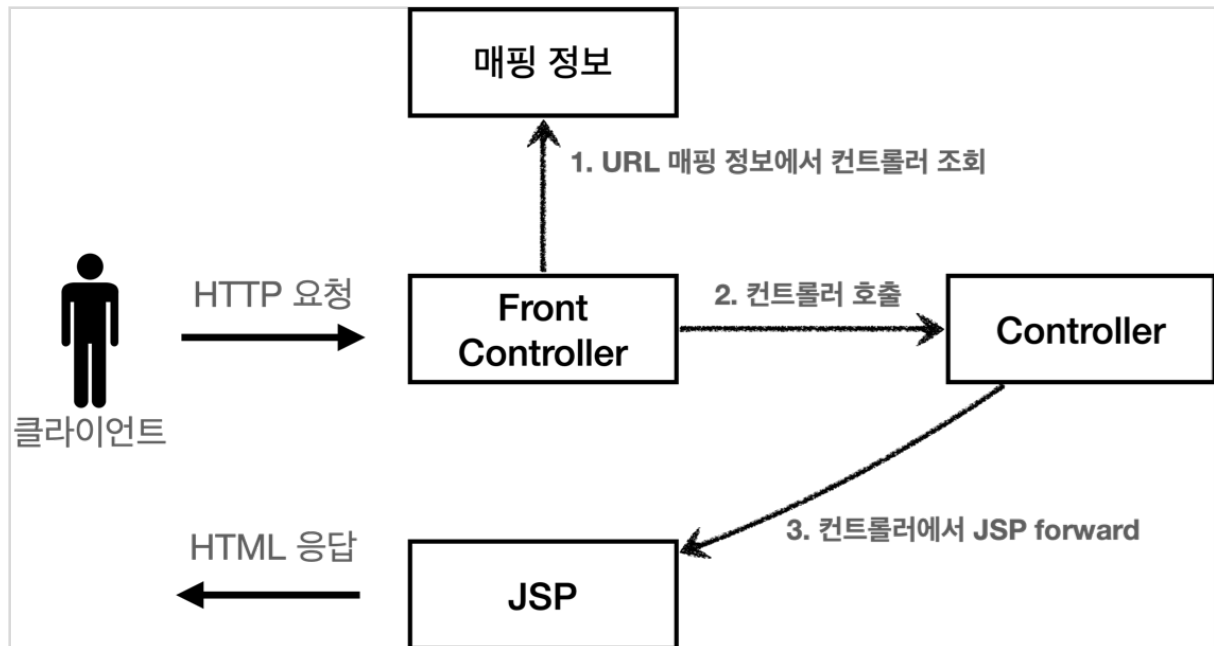 매핑 정보
1. URL 매핑 정보에서 컨트롤러 조회
HTTP 요청
Front
Controller
2. 컨트롤러 호출
Controller
클라이언트
3. 컨트롤러에서 JSP forward
HTML 응답
JSP